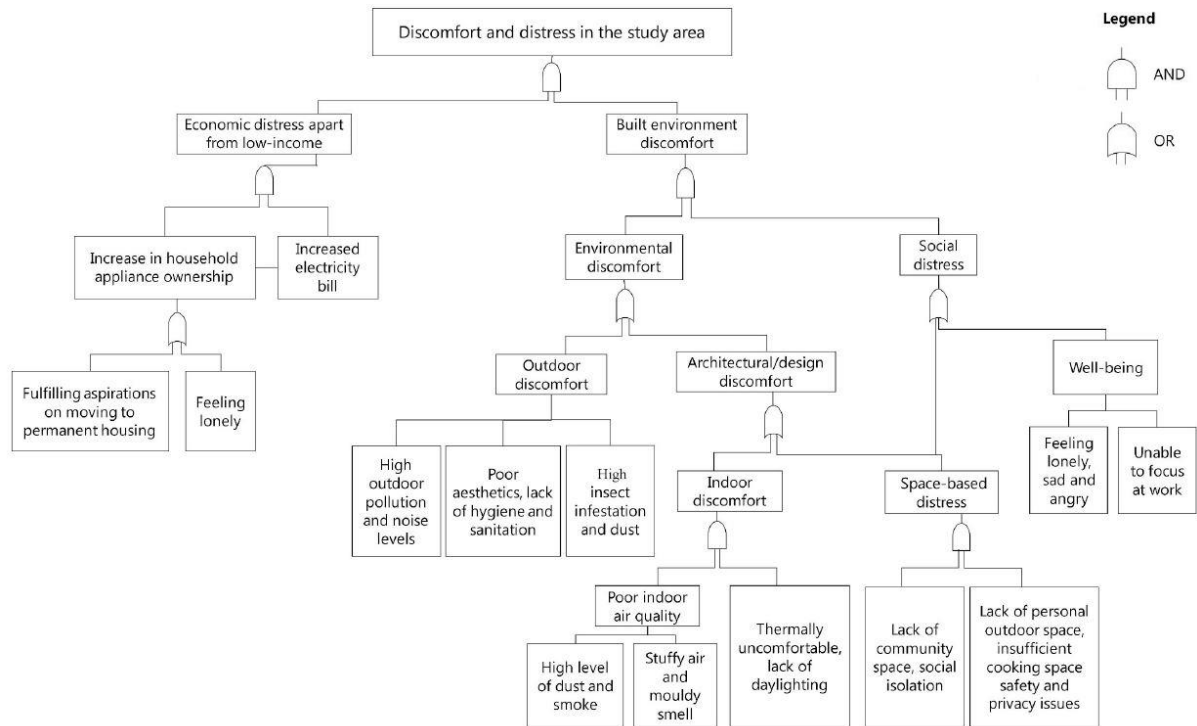 Discomfort and distress in the study area
Legend
AND
OR
Economic distress apart
from low-income
Built environment
discomfort
Increase in household
appliance ownership
Increased
electricity
bill
Environmental
discomfort
Social
distress
Fulfilling aspirations
on moving to
permanent housing
Feeling
lonely
Outdoor
discomfort
Architectural/design
discomfort
Well-being
High
outdoor
pollution
and noise
levels
Poor
aesthetics, lack
of hygiene and
sanitation
High
insect
infestation
and dust
Indoor
discomfort
Space-based
distress
Feeling
lonely,
sad and
angry
Unable
to focus
at work
Poor indoor
air quality
High level
of dust and
smoke
Stuffy air
and
mouldy
smell
Thermally
uncomfortable,
lack of
daylighting
Lack of
community
space, social
isolation
Lack of personal
outdoor space,
insufficient
cooking space
safety and
privacy issues